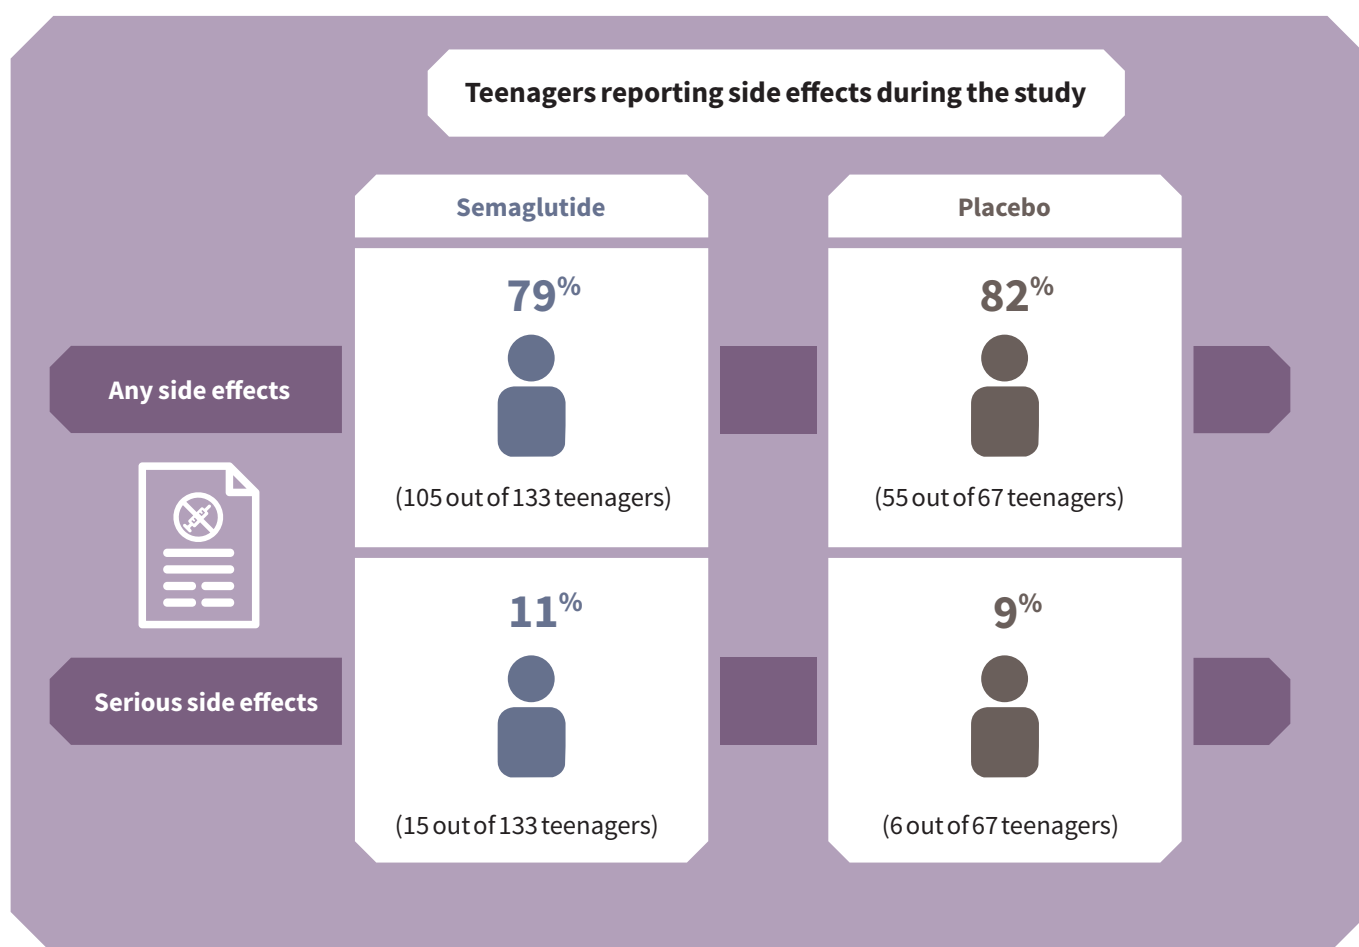 Teenagers reporting side effects during the study
Semaglutide
Placebo
Any side effects
79%
(105 out of 133 teenagers)
82%
(55 out of 67 teenagers)
Serious side effects
11%
(15 out of 133 teenagers)
9%
(6 out of 67 teenagers)